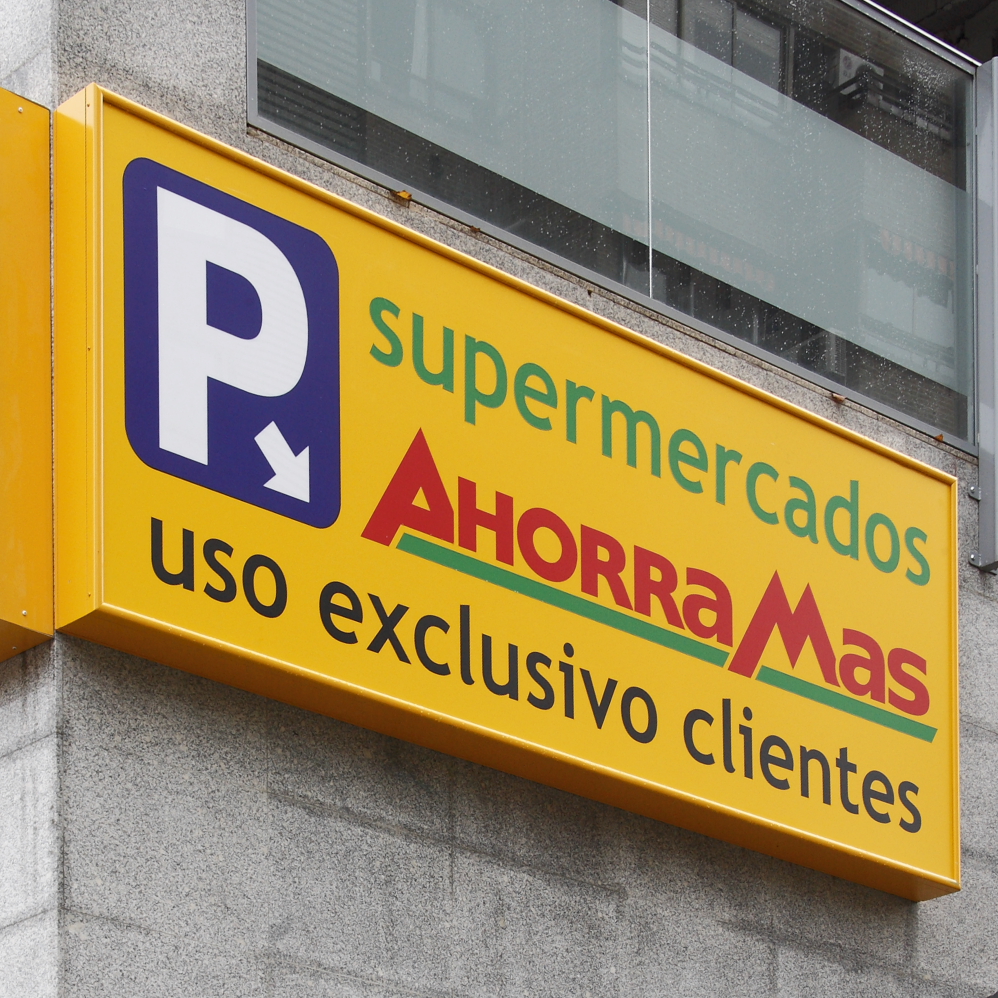 P
supermercados
AHORRAMAS
uso exclusivo clientes